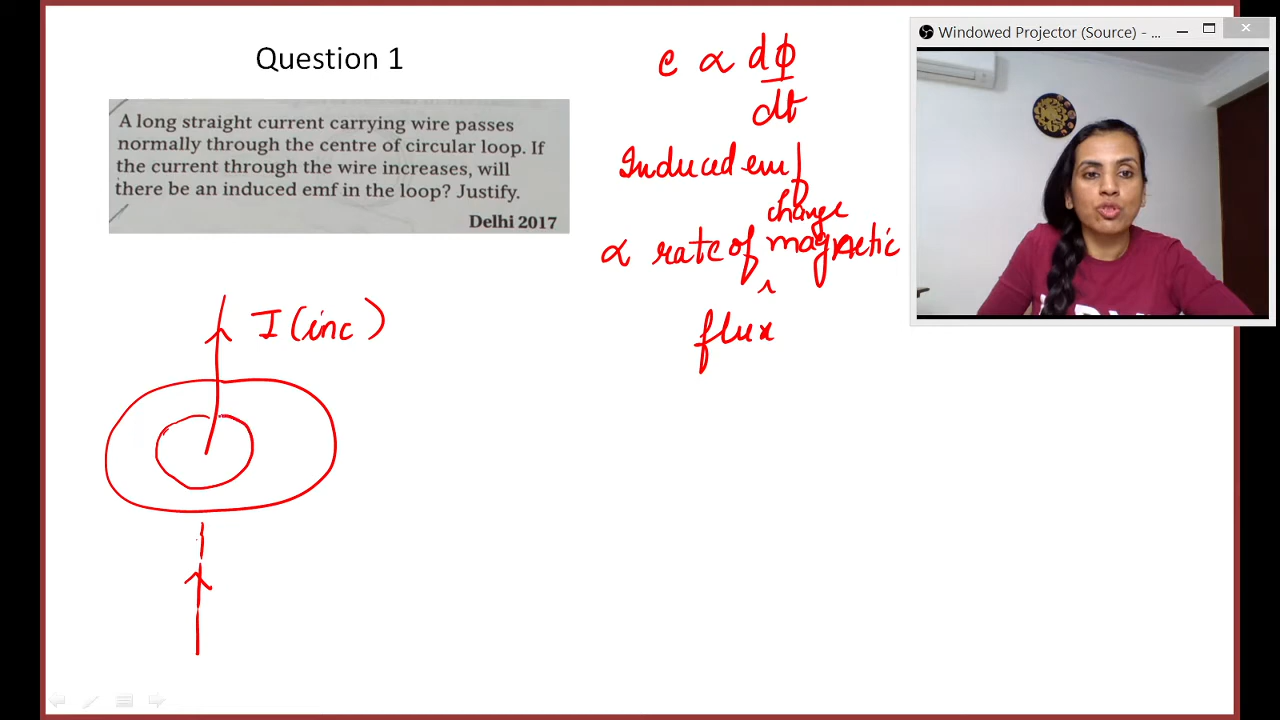 Question 1
A long straight current carrying wire passes
normally through the centre of circular loop. If
the current through the wire increases, will
there be an induced emf in the loop? Justify.
Delhi 2017
I (inc)
e ∝ dϕ
dt
Induced emf
change
∝ rate of magnetic
flux
Windowed Projector (Source) - ...